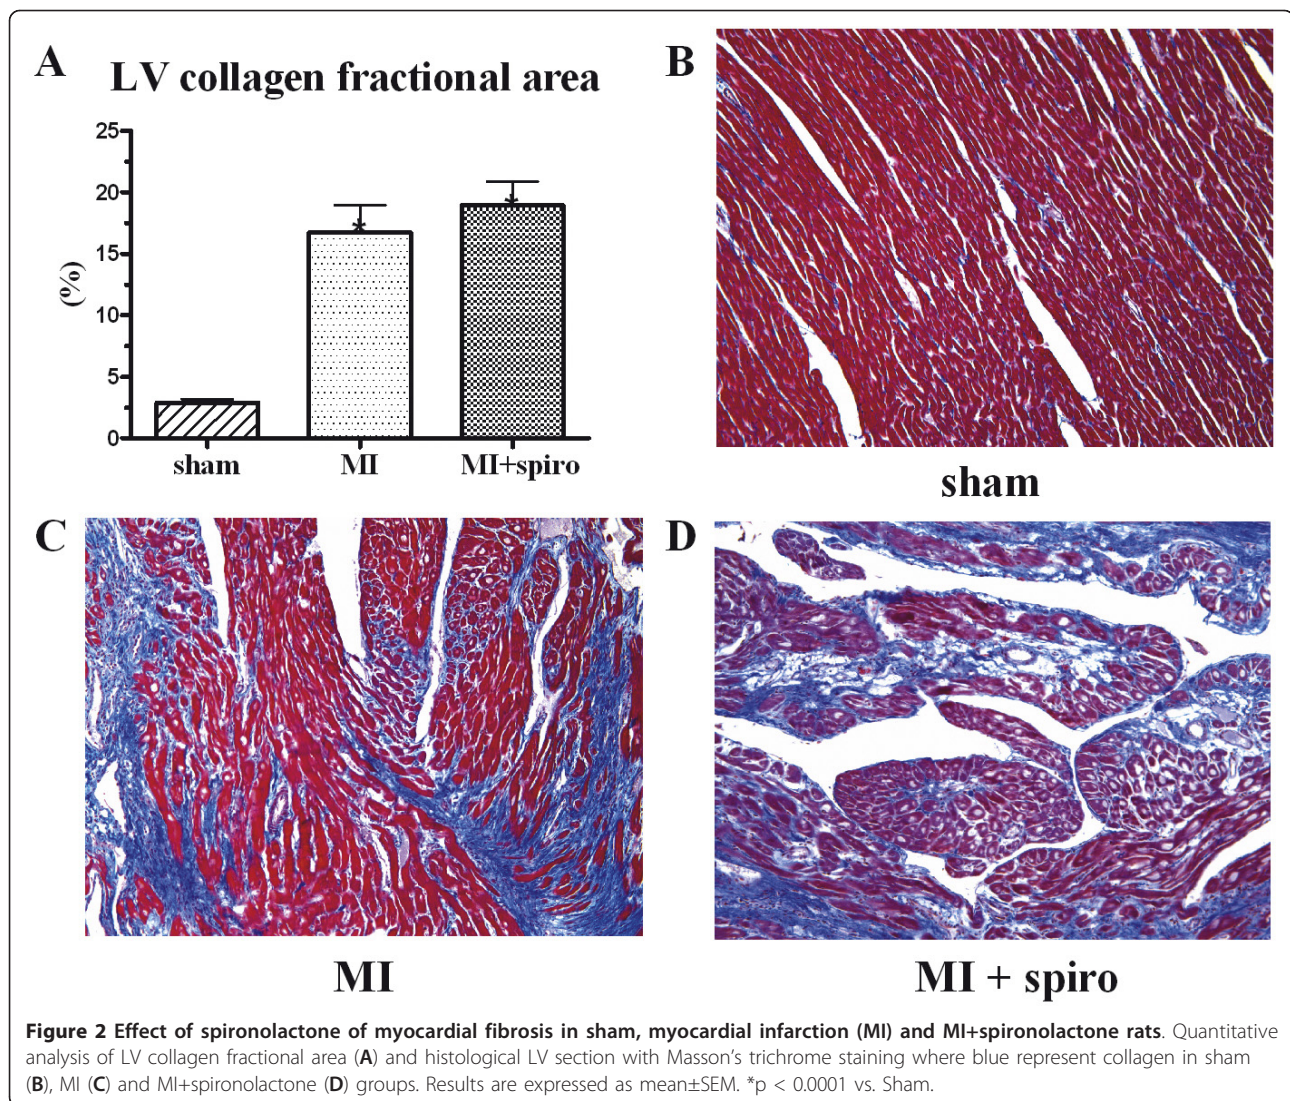 A
LV collagen fractional area
25
20
15
10
5
0
(%)
*
*
sham
MI
MI+spiro
B
sham
C
MI
D
MI + spiro
Figure 2 Effect of spironolactone of myocardial fibrosis in sham, myocardial infarction (MI) and MI+spironolactone rats. Quantitative
analysis of LV collagen fractional area (A) and histological LV section with Masson's trichrome staining where blue represent collagen in sham
(B), MI (C) and MI+spironolactone (D) groups. Results are expressed as mean±SEM. *p < 0.0001 vs. Sham.